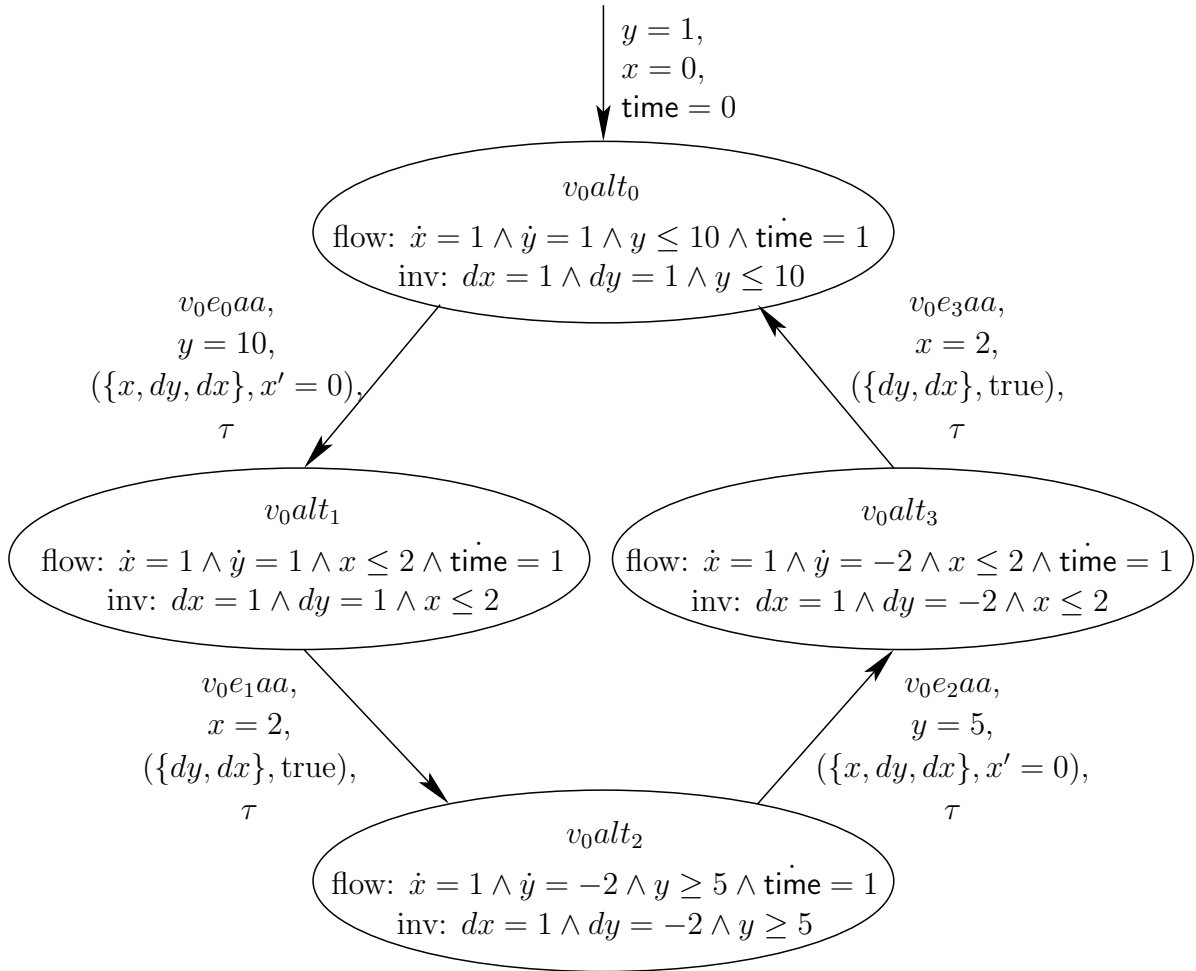 y = 1,
x = 0,
time = 0
v₀alt₀
flow: ẋ = 1 ∧ ẏ = 1 ∧ y ≤ 10 ∧ tiṁe = 1
inv: dx = 1 ∧ dy = 1 ∧ y ≤ 10
v₀e₀aa,
y = 10,
({x, dy, dx}, x′ = 0),
τ
v₀e₃aa,
x = 2,
({dy, dx}, true),
τ
v₀alt₁
flow: ẋ = 1 ∧ ẏ = 1 ∧ x ≤ 2 ∧ tiṁe = 1
inv: dx = 1 ∧ dy = 1 ∧ x ≤ 2
v₀alt₃
flow: ẋ = 1 ∧ ẏ = −2 ∧ x ≤ 2 ∧ tiṁe = 1
inv: dx = 1 ∧ dy = −2 ∧ x ≤ 2
v₀e₁aa,
x = 2,
({dy, dx}, true),
τ
v₀e₂aa,
y = 5,
({x, dy, dx}, x′ = 0),
τ
v₀alt₂
flow: ẋ = 1 ∧ ẏ = −2 ∧ y ≥ 5 ∧ tiṁe = 1
inv: dx = 1 ∧ dy = −2 ∧ y ≥ 5